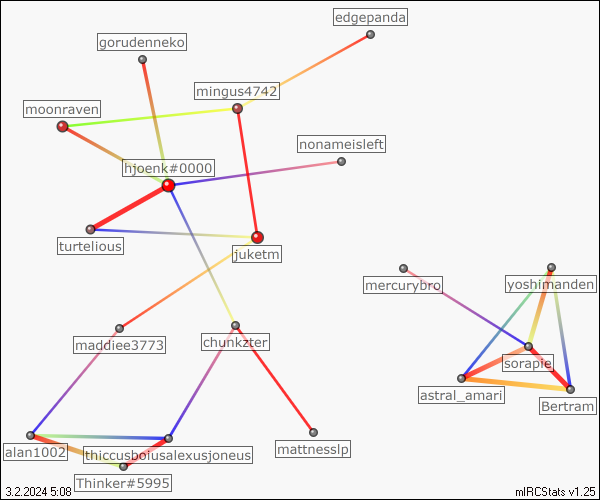 edgepanda
gorudenneko
mingus4742
moonraven
nonameisleft
hjoenk#0000
turtelious
juketm
mercurybro
yoshimanden
maddiee3773
chunkzter
sorapie
astral_amari
Bertram
alan1002
thiccusboiusalexusjoneus
mattnesslp
Thinker#5995
3.2.2024 5:08
mIRCStats v1.25